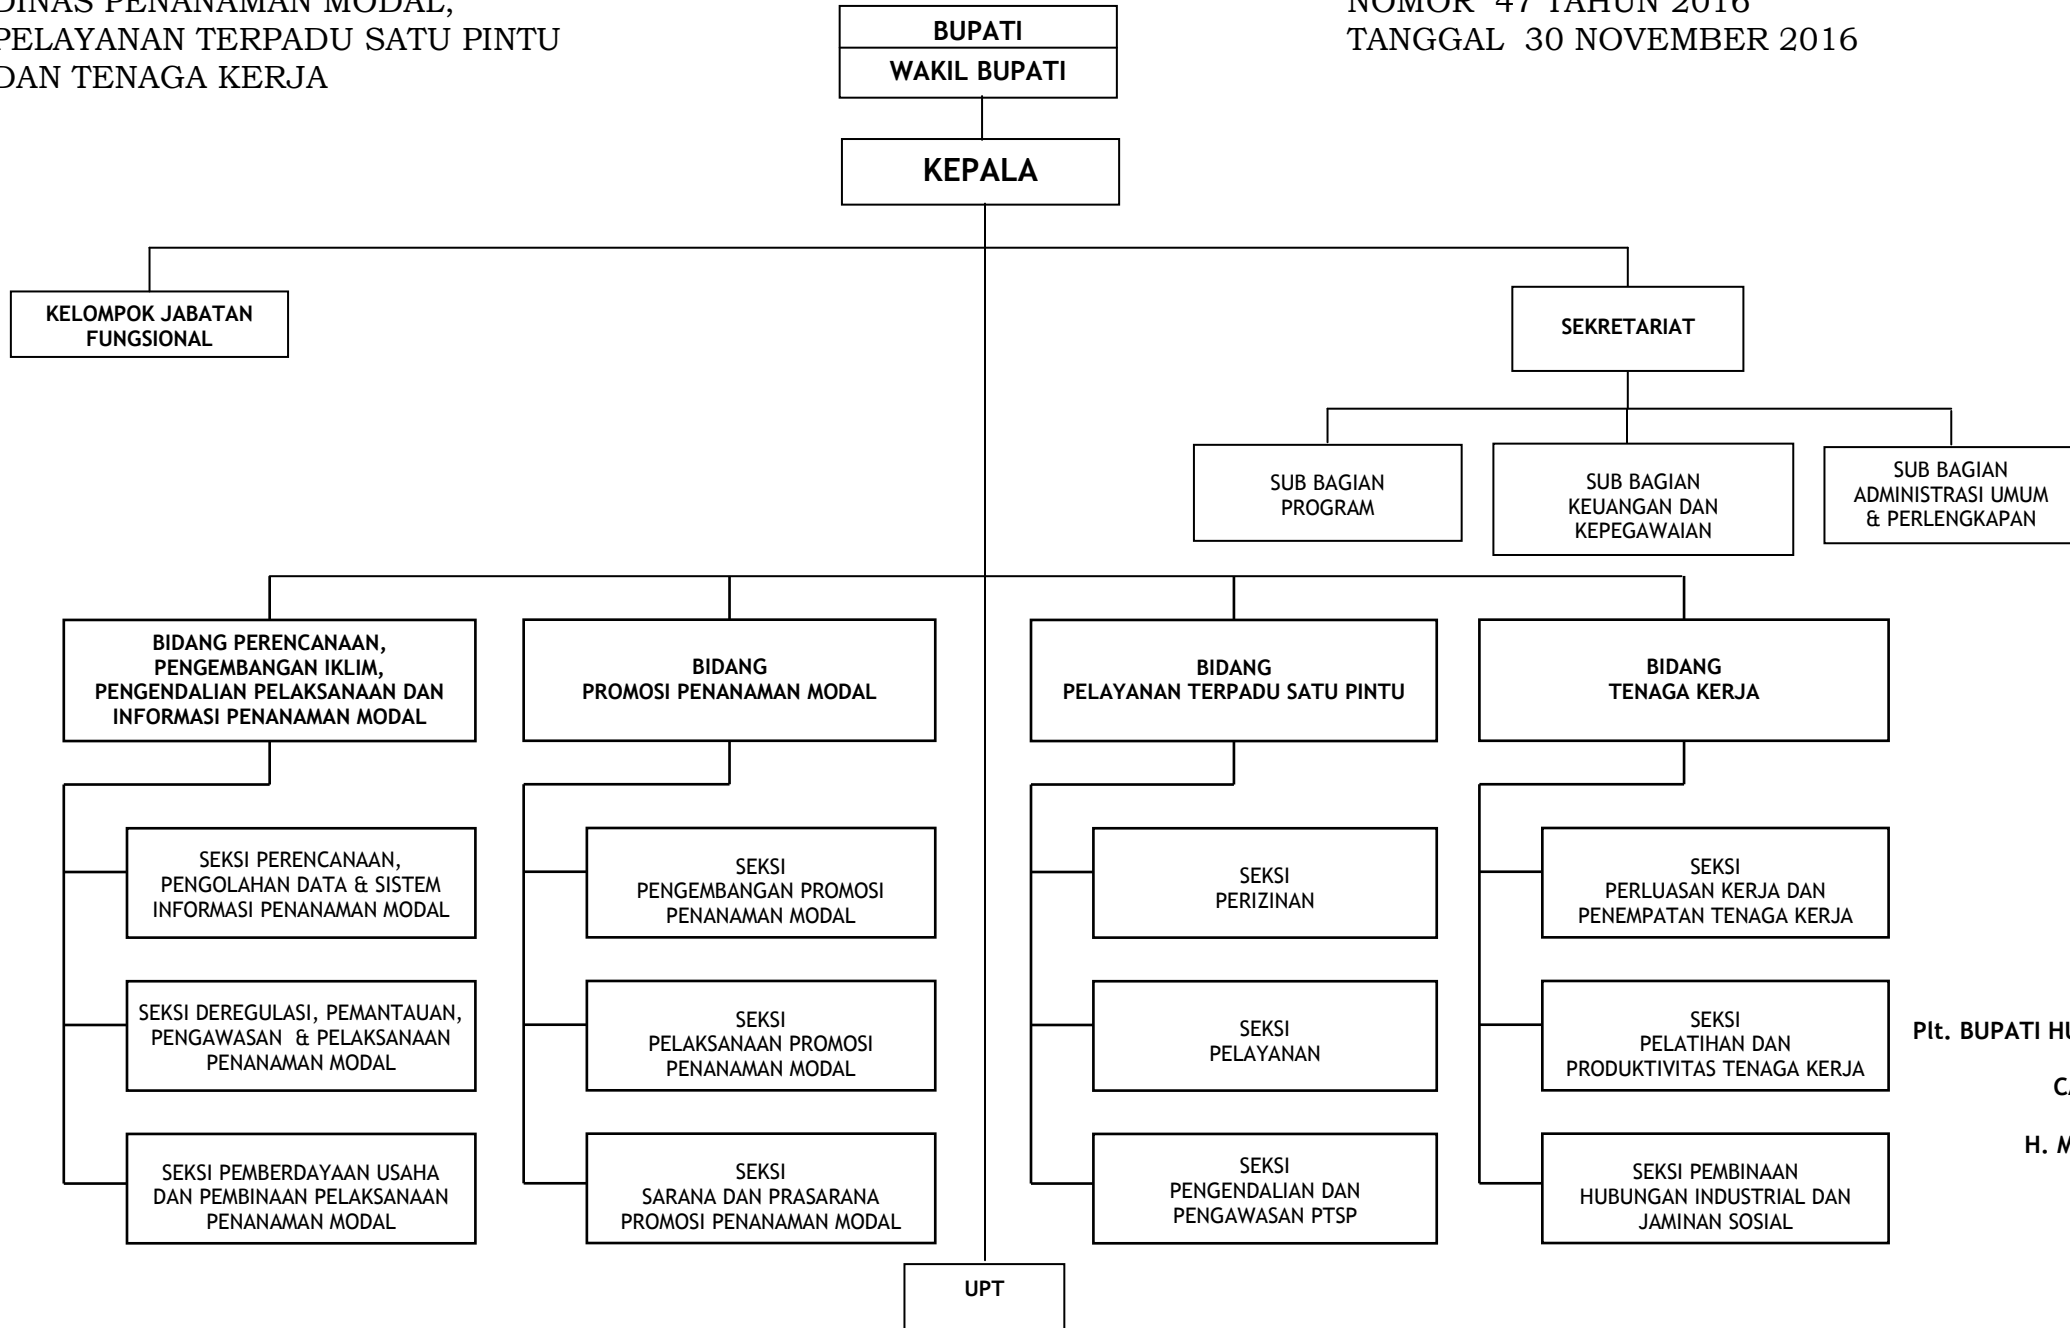 DINAS PENANAMAN MODAL,
PELAYANAN TERPADU SATU PINTU
DAN TENAGA KERJA
NOMOR 47 TAHUN 2016
TANGGAL 30 NOVEMBER 2016
BUPATI
WAKIL BUPATI
KEPALA
KELOMPOK JABATAN
FUNGSIONAL
SEKRETARIAT
SUB BAGIAN
PROGRAM
SUB BAGIAN
KEUANGAN DAN
KEPEGAWAIAN
SUB BAGIAN
ADMINISTRASI UMUM
& PERLENGKAPAN
BIDANG PERENCANAAN,
PENGEMBANGAN IKLIM,
PENGENDALIAN PELAKSANAAN DAN
INFORMASI PENANAMAN MODAL
BIDANG
PROMOSI PENANAMAN MODAL
BIDANG
PELAYANAN TERPADU SATU PINTU
BIDANG
TENAGA KERJA
SEKSI PERENCANAAN,
PENGOLAHAN DATA & SISTEM
INFORMASI PENANAMAN MODAL
SEKSI
PENGEMBANGAN PROMOSI
PENANAMAN MODAL
SEKSI
PERIZINAN
SEKSI
PERLUASAN KERJA DAN
PENEMPATAN TENAGA KERJA
SEKSI DEREGULASI, PEMANTAUAN,
PENGAWASAN & PELAKSANAAN
PENANAMAN MODAL
SEKSI
PELAKSANAAN PROMOSI
PENANAMAN MODAL
SEKSI
PELAYANAN
SEKSI
PELATIHAN DAN
PRODUKTIVITAS TENAGA KERJA
Plt. BUPATI
H.
SEKSI PEMBERDAYAAN USAHA
DAN PEMBINAAN PELAKSANAAN
PENANAMAN MODAL
SEKSI
SARANA DAN PRASARANA
PROMOSI PENANAMAN MODAL
SEKSI
PENGENDALIAN DAN
PENGAWASAN PTSP
SEKSI PEMBINAAN
HUBUNGAN INDUSTRIAL DAN
JAMINAN SOSIAL
UPT